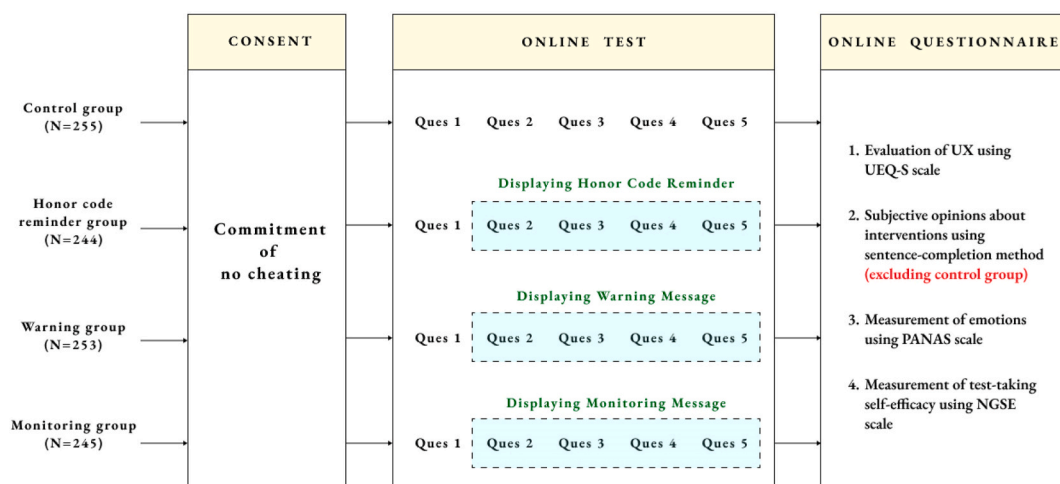 CONSENT
ONLINE TEST
ONLINE QUESTIONNAIRE
Control group
(N=255)
Ques 1 Ques 2 Ques 3 Ques 4 Ques 5
Displaying Honor Code Reminder
Honor code
reminder group
(N=244)
Ques 1 Ques 2 Ques 3 Ques 4 Ques 5
Commitment
of
no cheating
Displaying Warning Message
Warning group
(N=253)
Ques 1 Ques 2 Ques 3 Ques 4 Ques 5
Displaying Monitoring Message
Monitoring group
(N=245)
Ques 1 Ques 2 Ques 3 Ques 4 Ques 5
1. Evaluation of UX using
UEQ-S scale
2. Subjective opinions about
interventions using
sentence-completion method
(excluding control group)
3. Measurement of emotions
using PANAS scale
4. Measurement of test-taking
self-efficacy using NGSE
scale